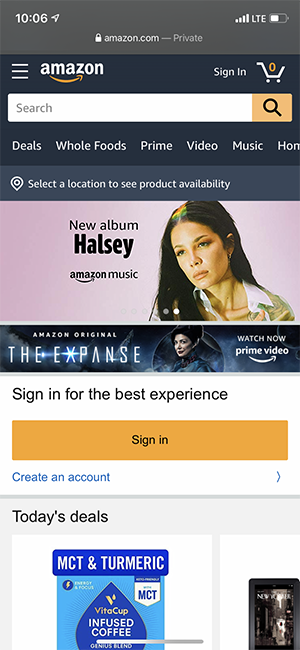 10:06
LTE
amazon.com — Private
amazon
Sign In
0
Search
Deals Whole Foods Prime Video Music Hom
Select a location to see product availability
New album
Halsey
amazon music
AMAZON ORIGINAL
THE EXPANSE
WATCH NOW
prime video
Sign in for the best experience
Sign in
Create an account
Today's deals
MCT & TURMERIC
ENERGY & FOCUS
KETO-FRIENDLY
WITH
MCT
VitaCup
INFUSED
COFFEE
GENIUS BLEND
NEW YORKER